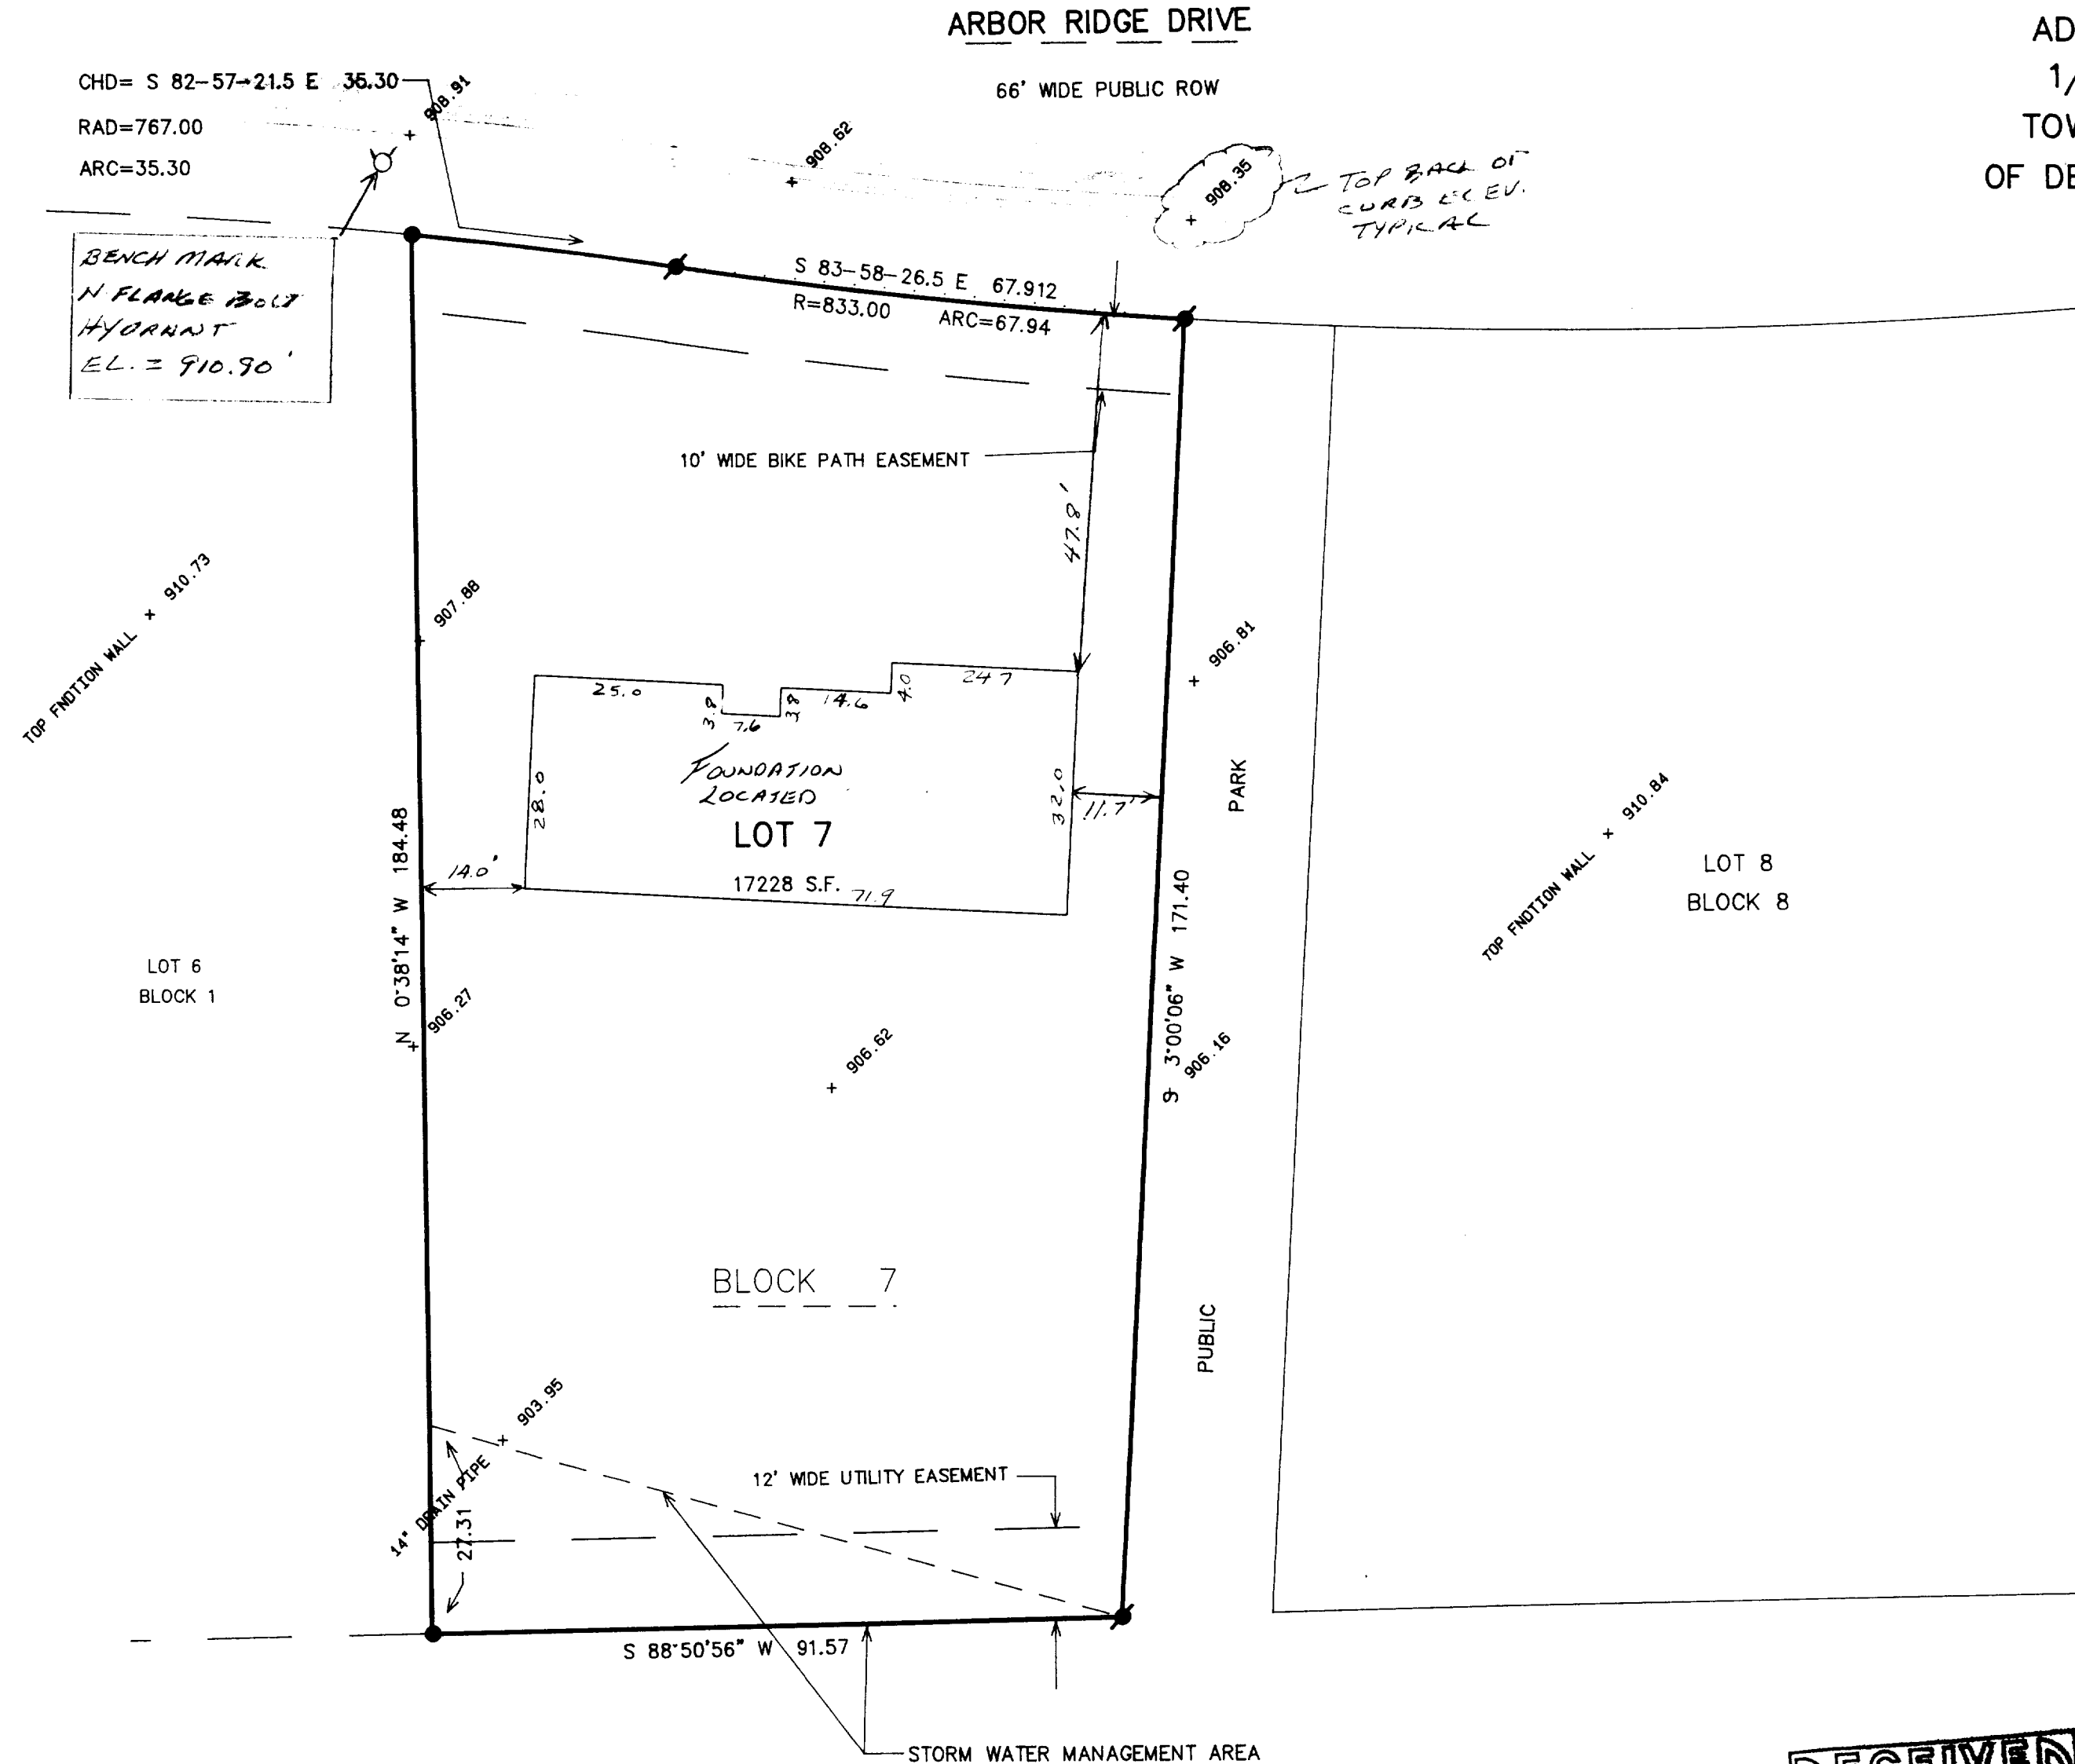 ARBOR RIDGE DRIVE
66' WIDE PUBLIC ROW
AD
1/
TOW
OF DE
CHD= S 82-57-21.5 E 35.30
RAD=767.00
ARC=35.30
908.91
908.62
908.35
TOP BACK OF
CURB ELEV.
TYPICAL
BENCH MARK
N FLANGE BOLT
HYDRANT
EL. = 910.90'
S 83-58-26.5 E 67.912
R=833.00 ARC=67.94
10' WIDE BIKE PATH EASEMENT
47.8'
TOP FNDTION WALL + 910.73
907.88
906.81
25.0
3.8
7.6
3.8
14.6
4.0
24.7
FOUNDATION
LOCATED
LOT 7
17228 S.F.
28.0
32.0
11.7'
14.0'
71.9
PARK
N 0°38'14" W 184.48
S 3°00'06" W 171.40
TOP FNDTION WALL + 910.84
LOT 8
BLOCK 8
LOT 6
BLOCK 1
906.27
906.62
906.16
BLOCK 7
PUBLIC
14" DRAIN PIPE + 903.95
27.31
12' WIDE UTILITY EASEMENT
S 88°50'56" W 91.57
STORM WATER MANAGEMENT AREA
RECEIVED